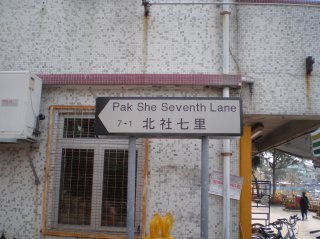 Pak She Seventh Lane
7-1 北社七里